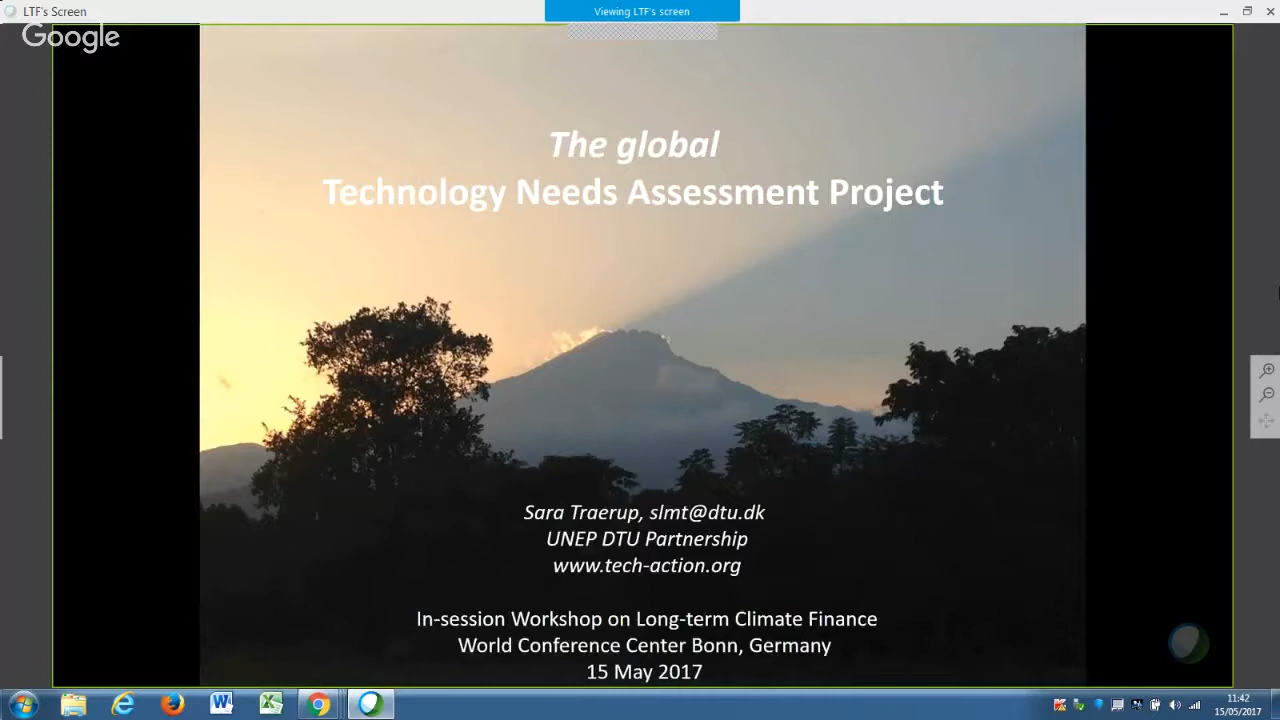 LTF's Screen
Viewing LTF's screen
Google
The global
Technology Needs Assessment Project
Sara Traerup, slmt@dtu.dk
UNEP DTU Partnership
www.tech-action.org
In-session Workshop on Long-term Climate Finance
World Conference Center Bonn, Germany
15 May 2017
11:42
15/05/2017